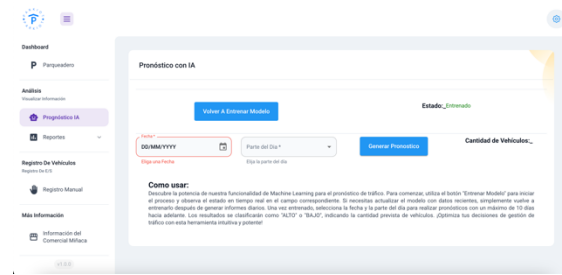 P
Dashboard
P Parqueadero
Pronóstico con IA
Análisis
Visualizar Información
Volver A Entrenar Modelo
Estado:_Entrenado
Pronóstico IA
Reportes
Fecha *
DD/MM/YYYY
Parte del Dia *
Generar Pronostico
Cantidad de Vehículos:_
Eliga una Fecha
Elija la parte del día
Registro De Vehículos
Registro De E/S
Registro Manual
Como usar:
Descubre la potencia de nuestra funcionalidad de Machine Learning para el pronóstico de tráfico. Para comenzar, utiliza el botón "Entrenar Modelo" para iniciar
el proceso y observa el estado en tiempo real en el campo correspondiente. Si necesitas actualizar el modelo con datos recientes, simplemente vuelve a
entrenarlo después de generar informes diarios. Una vez entrenado, selecciona la fecha y la parte del día para realizar pronósticos con un máximo de 10 días
hacia adelante. Los resultados se clasificarán como "ALTO" o "BAJO", indicando la cantidad prevista de vehículos. ¡Optimiza tus decisiones de gestión de
tráfico con esta herramienta intuitiva y potente!
Más Información
Información del
Comercial Miñaca